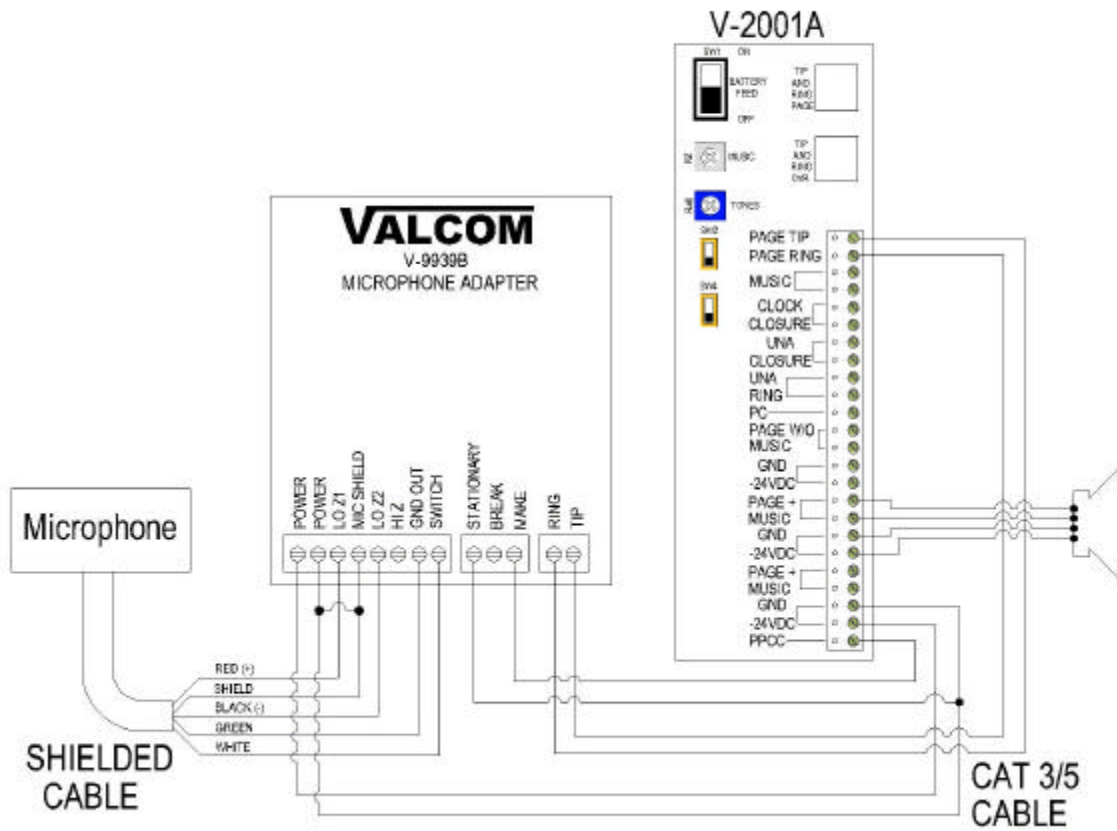 V-2001A
SW1 ON
BATTERY
FEED
OFF
TIP
AND
RING
PAGE
MUSIC
TIP
AND
RING
TONES
SW2
SW4
PAGE TIP
PAGE RING
MUSIC
CLOCK
CLOSURE
UNA
CLOSURE
UNA
RING
PC
PAGE W/O
MUSIC
GND
-24VDC
PAGE +
MUSIC
GND
-24VDC
PAGE +
MUSIC
GND
-24VDC
PPCC
VALCOM
V-9939B
MICROPHONE ADAPTER
POWER
POWER
LO Z1
MIC SHIELD
LO Z2
HI Z
GND OUT
SWITCH
STATIONARY
BREAK
MAKE
RING
TIP
Microphone
RED (+)
SHIELD
BLACK (-)
GREEN
WHITE
SHIELDED
CABLE
CAT 3/5
CABLE